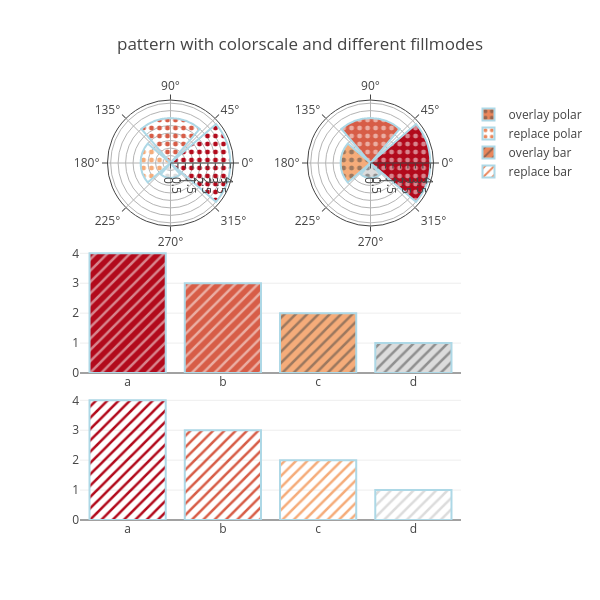 pattern with colorscale and different fillmodes
90°
135° 45°
180° 0°
225° 315°
270°
90°
135° 45°
180° 0°
225° 315°
270°
overlay polar
replace polar
overlay bar
replace bar
4
3
2
1
0
a b c d
4
3
2
1
0
a b c d